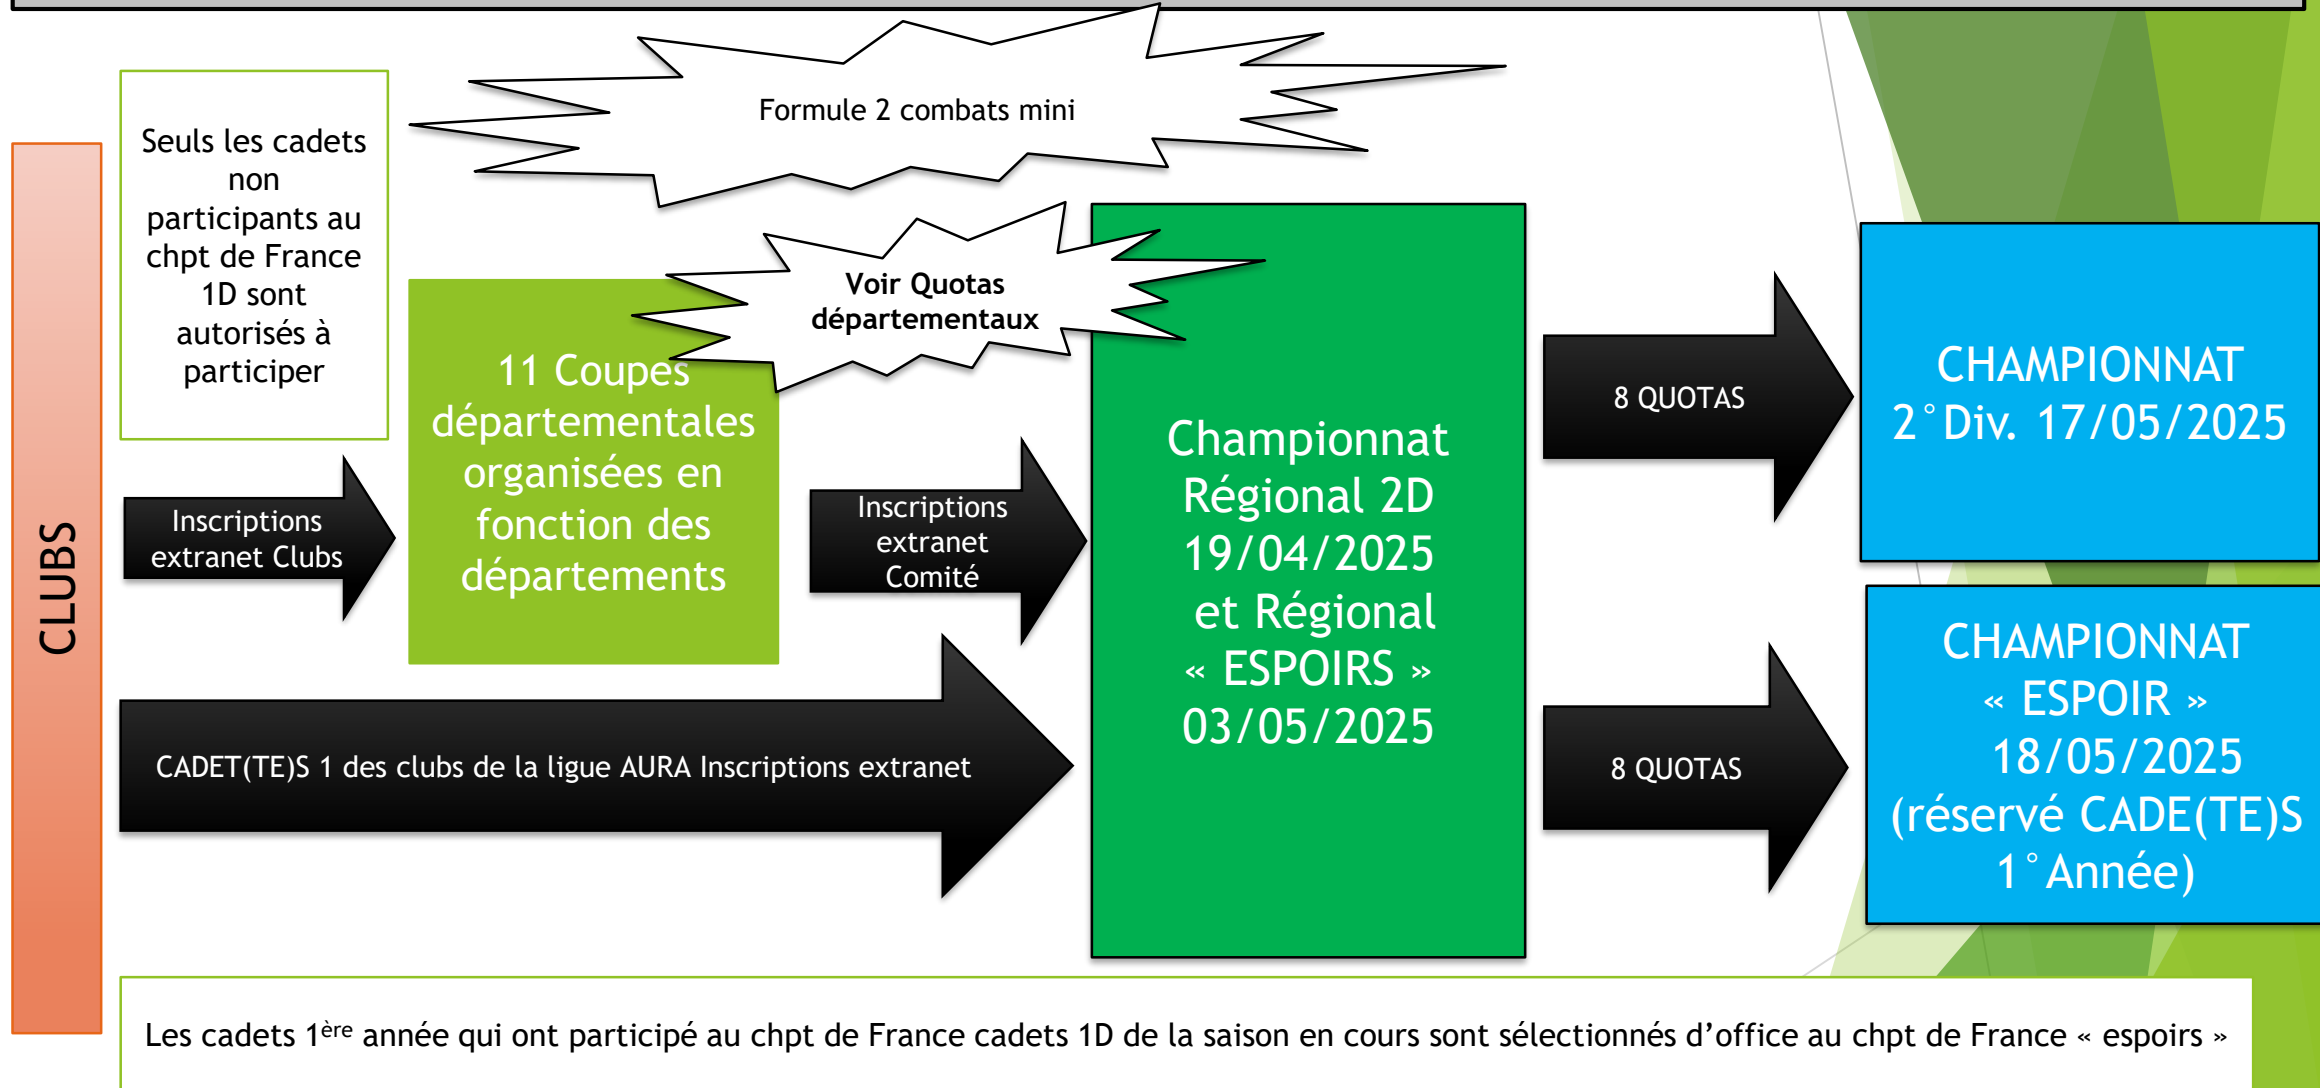 Formule 2 combats mini
Seuls les cadets
non
participants au
chpt de France
1D sont
autorisés à
participer
Voir Quotas
départementaux
CLUBS
Inscriptions
extranet Clubs
11 Coupes
départementales
organisées en
fonction des
départements
Inscriptions
extranet
Comité
CADET(TE)S 1 des clubs de la ligue AURA Inscriptions extranet
Championnat
Régional 2D
19/04/2025
et Régional
« ESPOIRS »
03/05/2025
8 QUOTAS
CHAMPIONNAT
2°Div. 17/05/2025
8 QUOTAS
CHAMPIONNAT
« ESPOIR »
18/05/2025
(réservé CADE(TE)S
1°Année)
Les cadets 1ère année qui ont participé au chpt de France cadets 1D de la saison en cours sont sélectionnés d’office au chpt de France « espoirs »